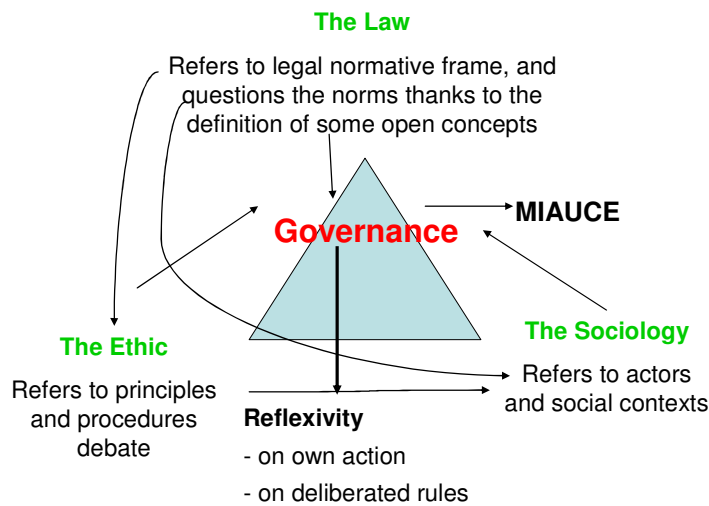 The Law
Refers to legal normative frame, and
questions the norms thanks to the
definition of some open concepts
MIAUCE
Governance
The Ethic
Refers to principles
and procedures
debate
The Sociology
Refers to actors
and social contexts
Reflexivity
- on own action
- on deliberated rules